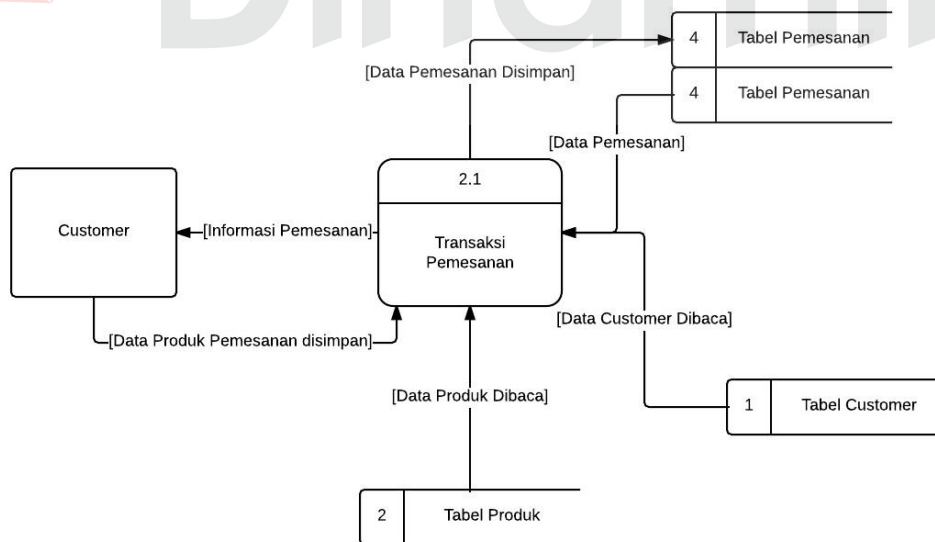 4 Tabel Pemesanan
[Data Pemesanan Disimpan]
4 Tabel Pemesanan
[Data Pemesanan]
2.1
Customer
[Informasi Pemesanan]
Transaksi
Pemesanan
[Data Customer Dibaca]
[Data Produk Pemesanan disimpan]
[Data Produk Dibaca]
1 Tabel Customer
2 Tabel Produk